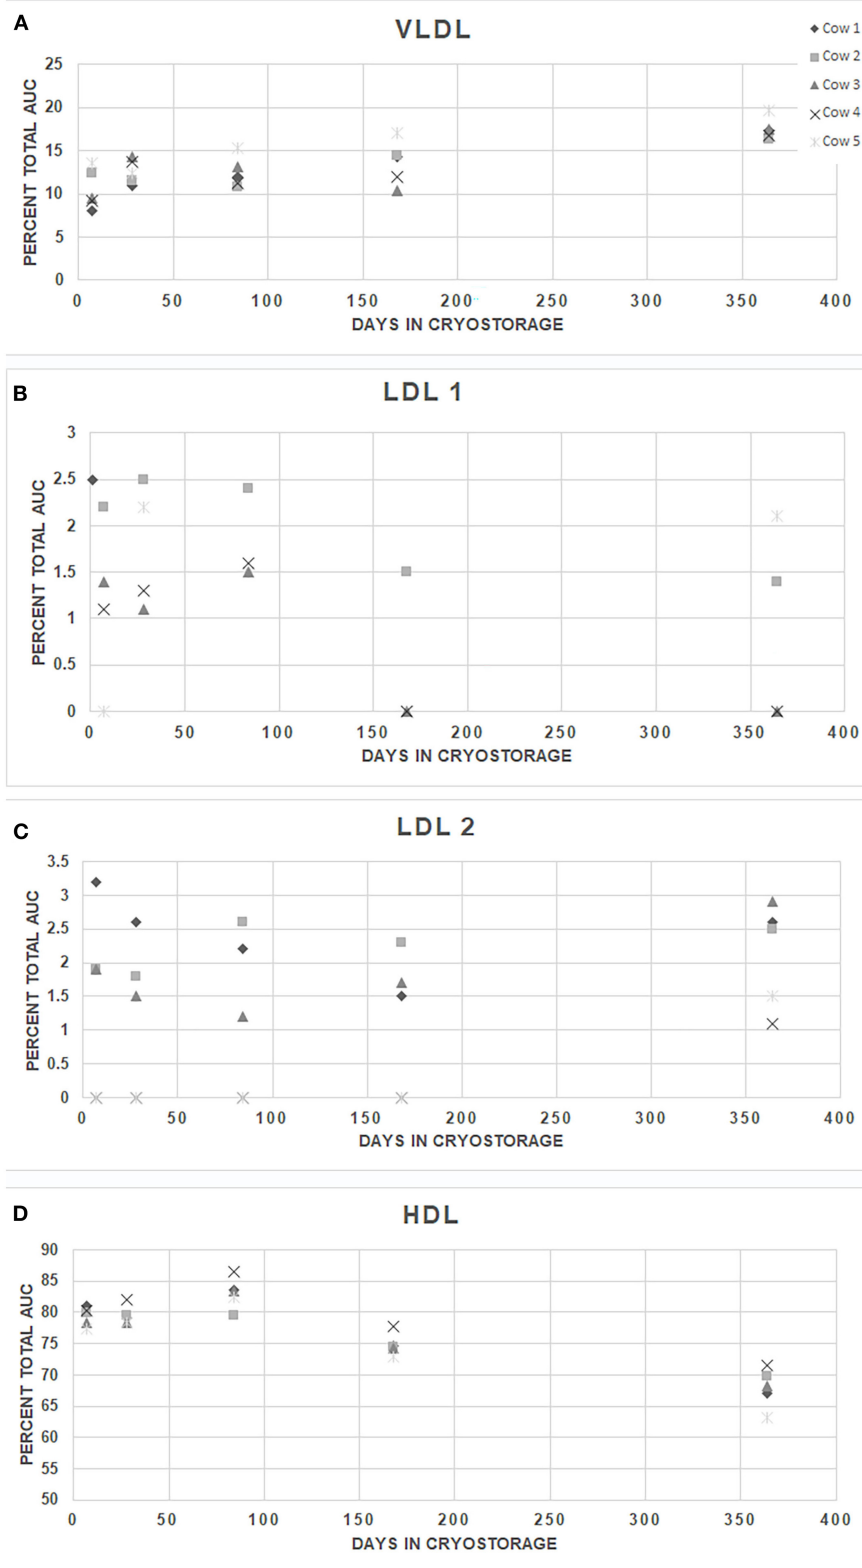 A
VLDL
Cow 1
Cow 2
Cow 3
Cow 4
Cow 5
PERCENT TOTAL AUC
25
20
15
10
5
0
0 50 100 150 200 250 300 350 400
DAYS IN CRYOSTORAGE
B
LDL 1
PERCENT TOTAL AUC
3
2.5
2
1.5
1
0.5
0
0 50 100 150 200 250 300 350 400
DAYS IN CRYOSTORAGE
C
LDL 2
PERCENT TOTAL AUC
3.5
3
2.5
2
1.5
1
0.5
0
0 50 100 150 200 250 300 350 400
DAYS IN CRYOSTORAGE
D
HDL
PERCENT TOTAL AUC
90
85
80
75
70
65
60
55
50
0 50 100 150 200 250 300 350 400
DAYS IN CRYOSTORAGE